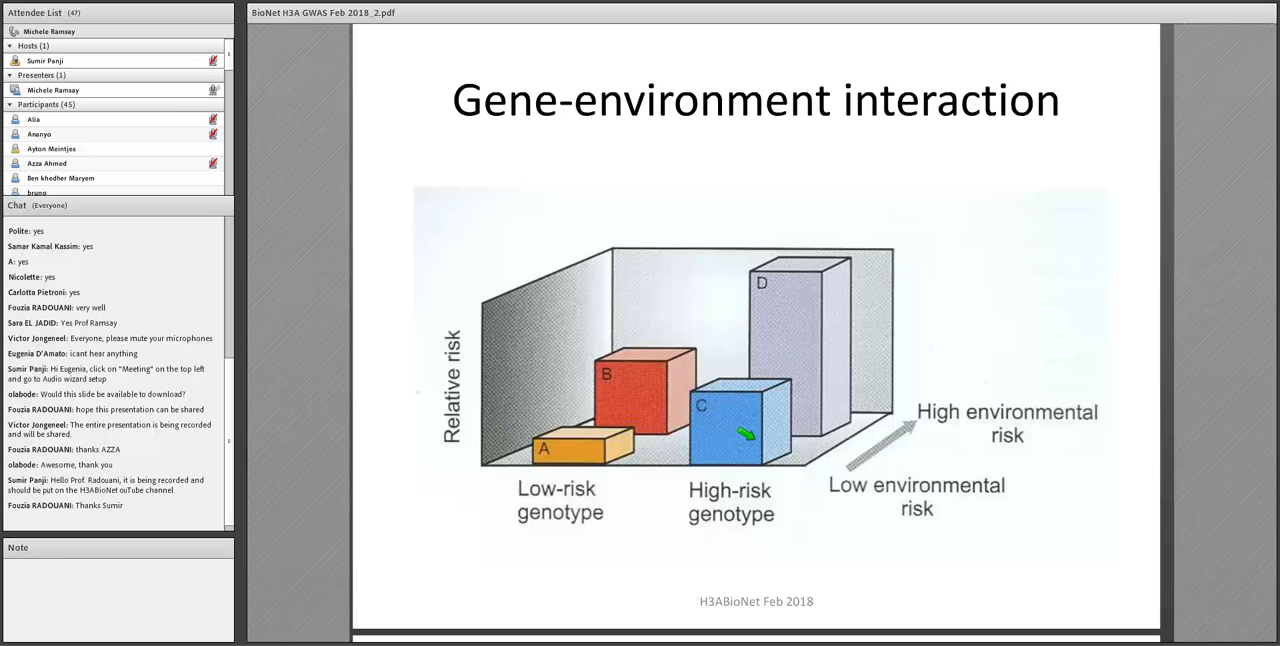 Attendee List (47)
Michele Ramsay
Hosts (1)
Sumir Panji
Presenters (1)
Michele Ramsay
Participants (45)
Alia
Ananyo
Ayton Meintjes
Azza Ahmed
Ben khedher Maryem
bruno
Chat (Everyone)
Polite: yes
Samar Kamal Kassim: yes
A: yes
Nicolette: yes
Carlotta Pietroni: yes
Fouzia RADOUANI: very well
Sara EL JADID: Yes Prof Ramsay
Victor Jongeneel: Everyone, please mute your microphones
Eugenia D'Amato: icant hear anything
Sumir Panji: Hi Eugenia, click on "Meeting" on the top left
and go to Audio wizard setup
olabode: Would this slide be available to download?
Fouzia RADOUANI: hope this presentation can be shared
Victor Jongeneel: The entire presentation is being recorded
and will be shared.
Fouzia RADOUANI: thanks AZZA
olabode: Awesome, thank you
Sumir Panji: Hello Prof. Radouani, it is being recorded and
should be put on the H3ABioNet ouTube channel
Fouzia RADOUANI: Thanks Sumir
Note
BioNet H3A GWAS Feb 2018_2.pdf
Gene-environment interaction
Relative risk
A
B
C
D
Low-risk
genotype
High-risk
genotype
High environmental
risk
Low environmental
risk
H3ABioNet Feb 2018